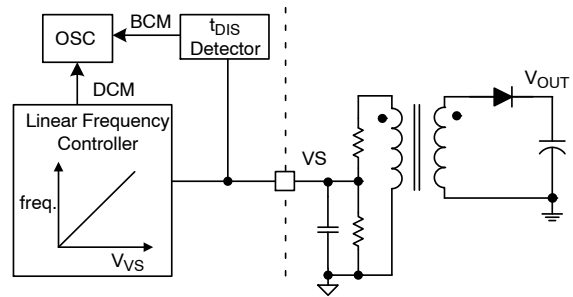 OSC
BCM
tDIS
Detector
DCM
Linear Frequency
Controller
freq.
VVS
VS
VOUT